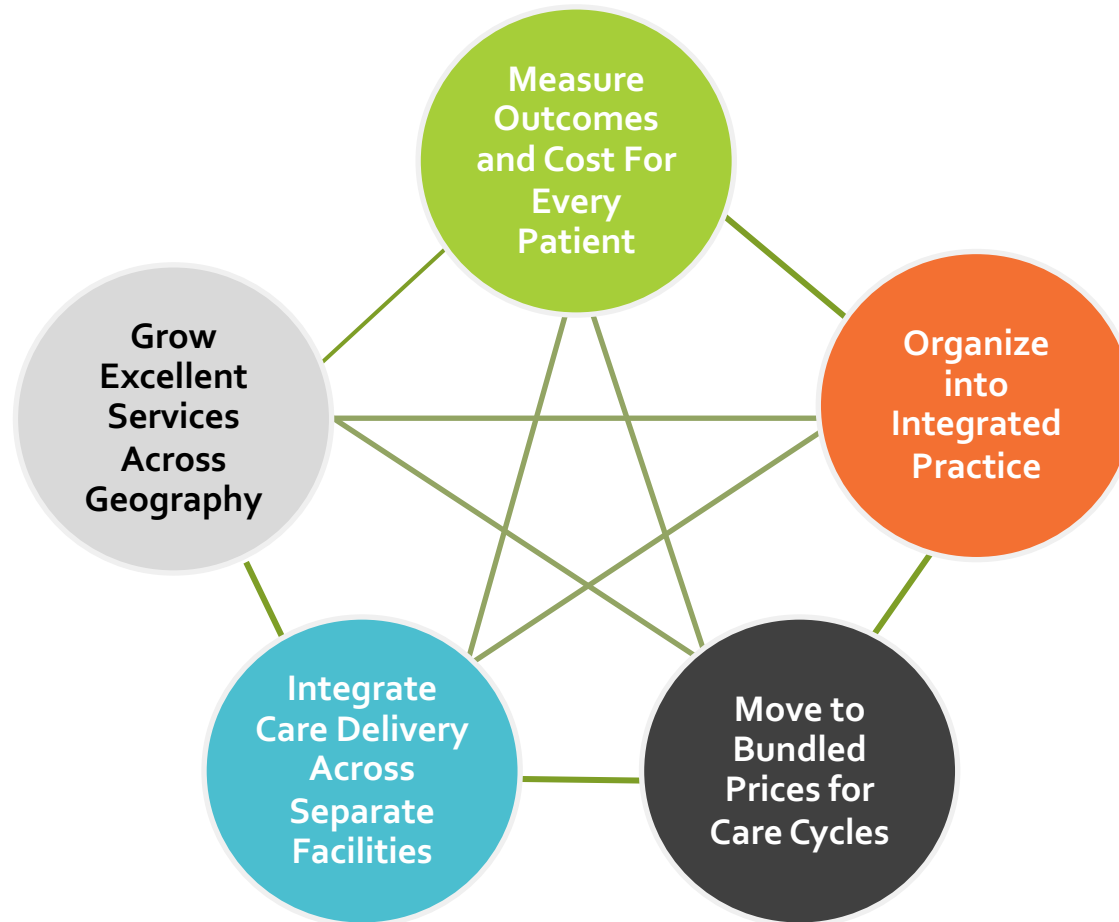 Measure
Outcomes
and Cost For
Every
Patient
Organize
into
Integrated
Practice
Move to
Bundled
Prices for
Care Cycles
Integrate
Care Delivery
Across
Separate
Facilities
Grow
Excellent
Services
Across
Geography